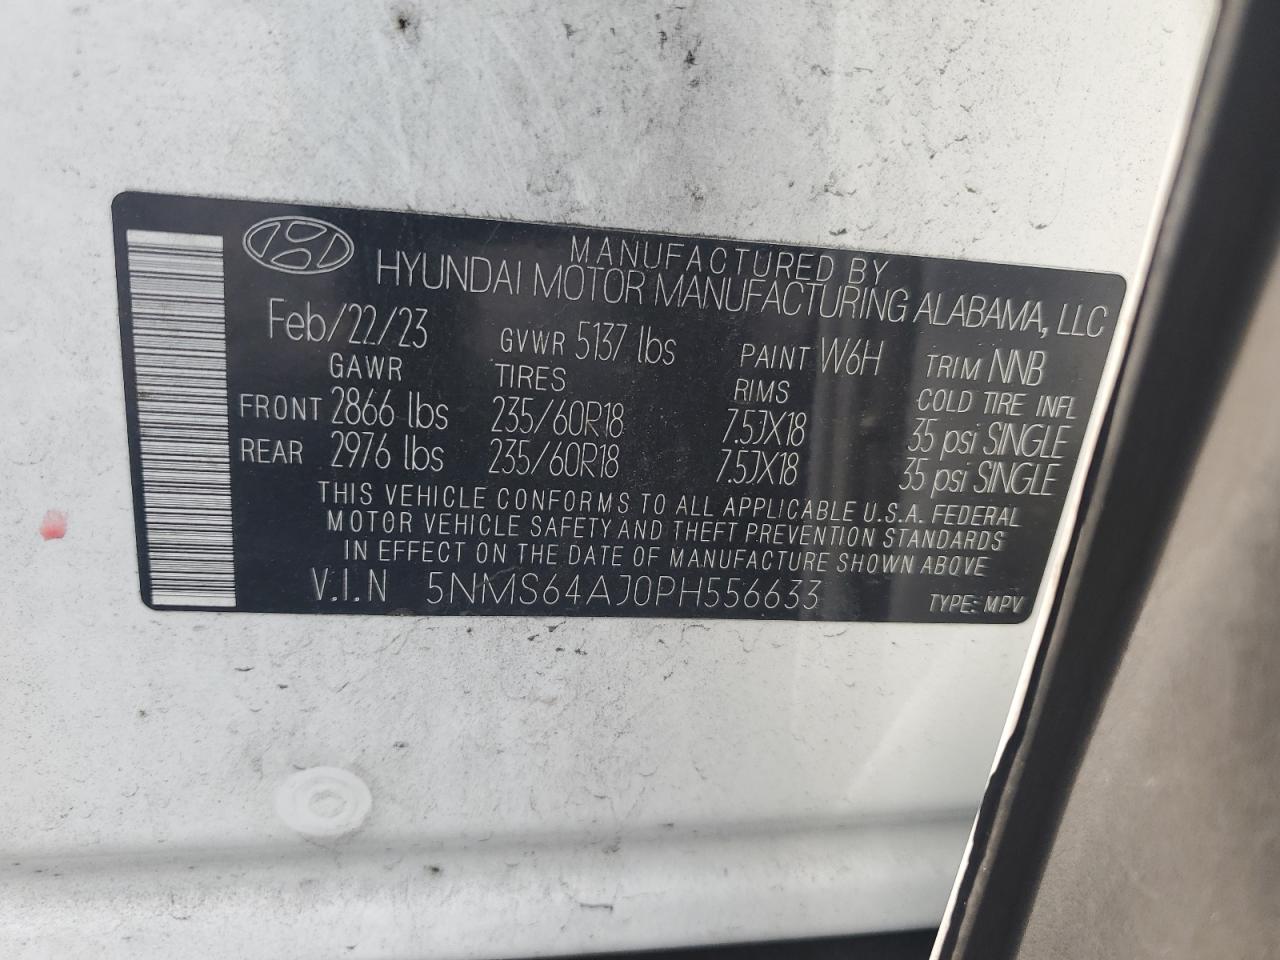 MANUFACTURED BY
HYUNDAI MOTOR MANUFACTURING ALABAMA, LLC
Feb/22/23 GVWR 5137 lbs PAINT W6H TRIM NNB
GAWR TIRES RIMS COLD TIRE INFL
FRONT 2866 lbs 235/60R18 7.5JX18 35 psi SINGLE
REAR 2976 lbs 235/60R18 7.5JX18 35 psi SINGLE
THIS VEHICLE CONFORMS TO ALL APPLICABLE U.S.A. FEDERAL
MOTOR VEHICLE SAFETY AND THEFT PREVENTION STANDARDS
IN EFFECT ON THE DATE OF MANUFACTURE SHOWN ABOVE
V.I.N 5NMS64AJ0PH556633 TYPE: MPV